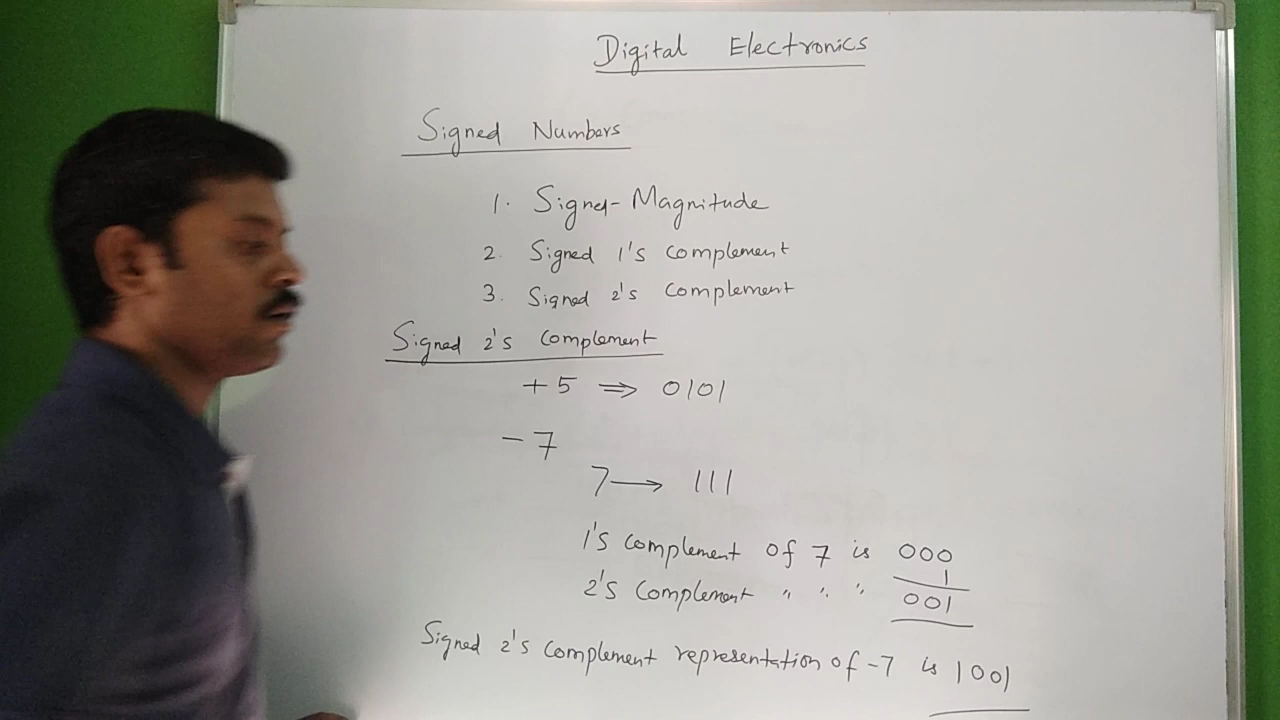 Digital Electronics
Signed Numbers
1. Signed-Magnitude
2. Signed 1's complement
3. Signed 2's complement
Signed 2's complement
+5 ⇒ 0101
-7
7 → 111
1's complement of 7 is 000
1
2's complement " " " 001
Signed 2's complement representation of -7 is 1001